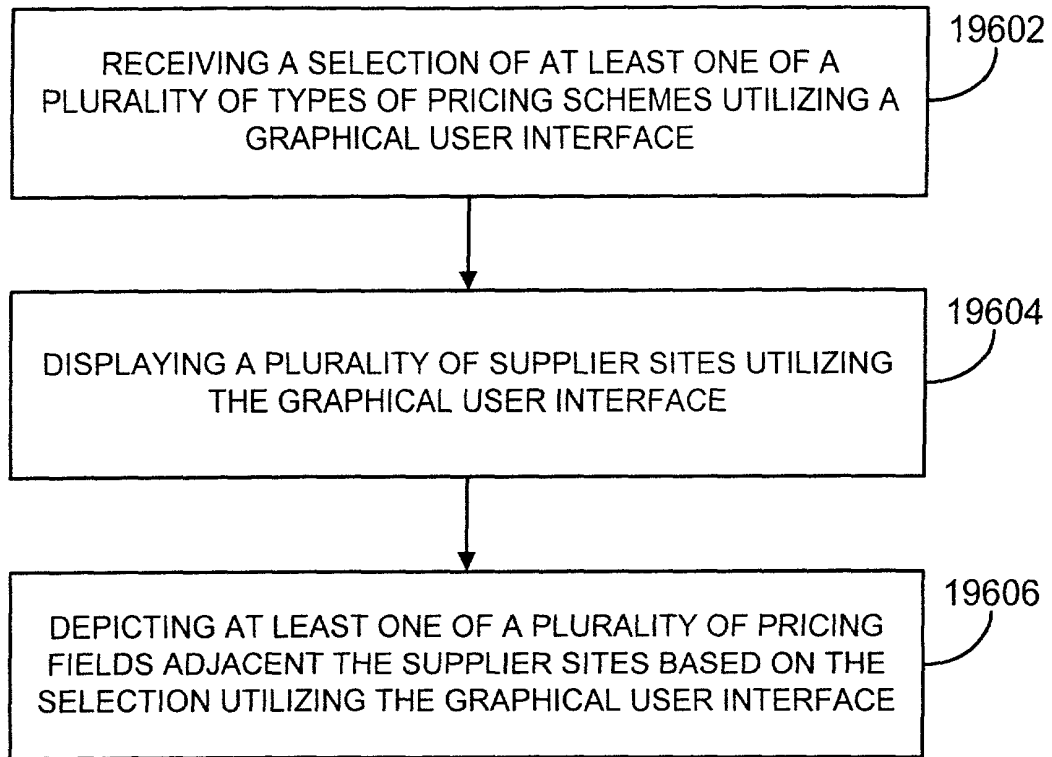 19602
RECEIVING A SELECTION OF AT LEAST ONE OF A
PLURALITY OF TYPES OF PRICING SCHEMES UTILIZING A
GRAPHICAL USER INTERFACE
19604
DISPLAYING A PLURALITY OF SUPPLIER SITES UTILIZING
THE GRAPHICAL USER INTERFACE
19606
DEPICTING AT LEAST ONE OF A PLURALITY OF PRICING
FIELDS ADJACENT THE SUPPLIER SITES BASED ON THE
SELECTION UTILIZING THE GRAPHICAL USER INTERFACE